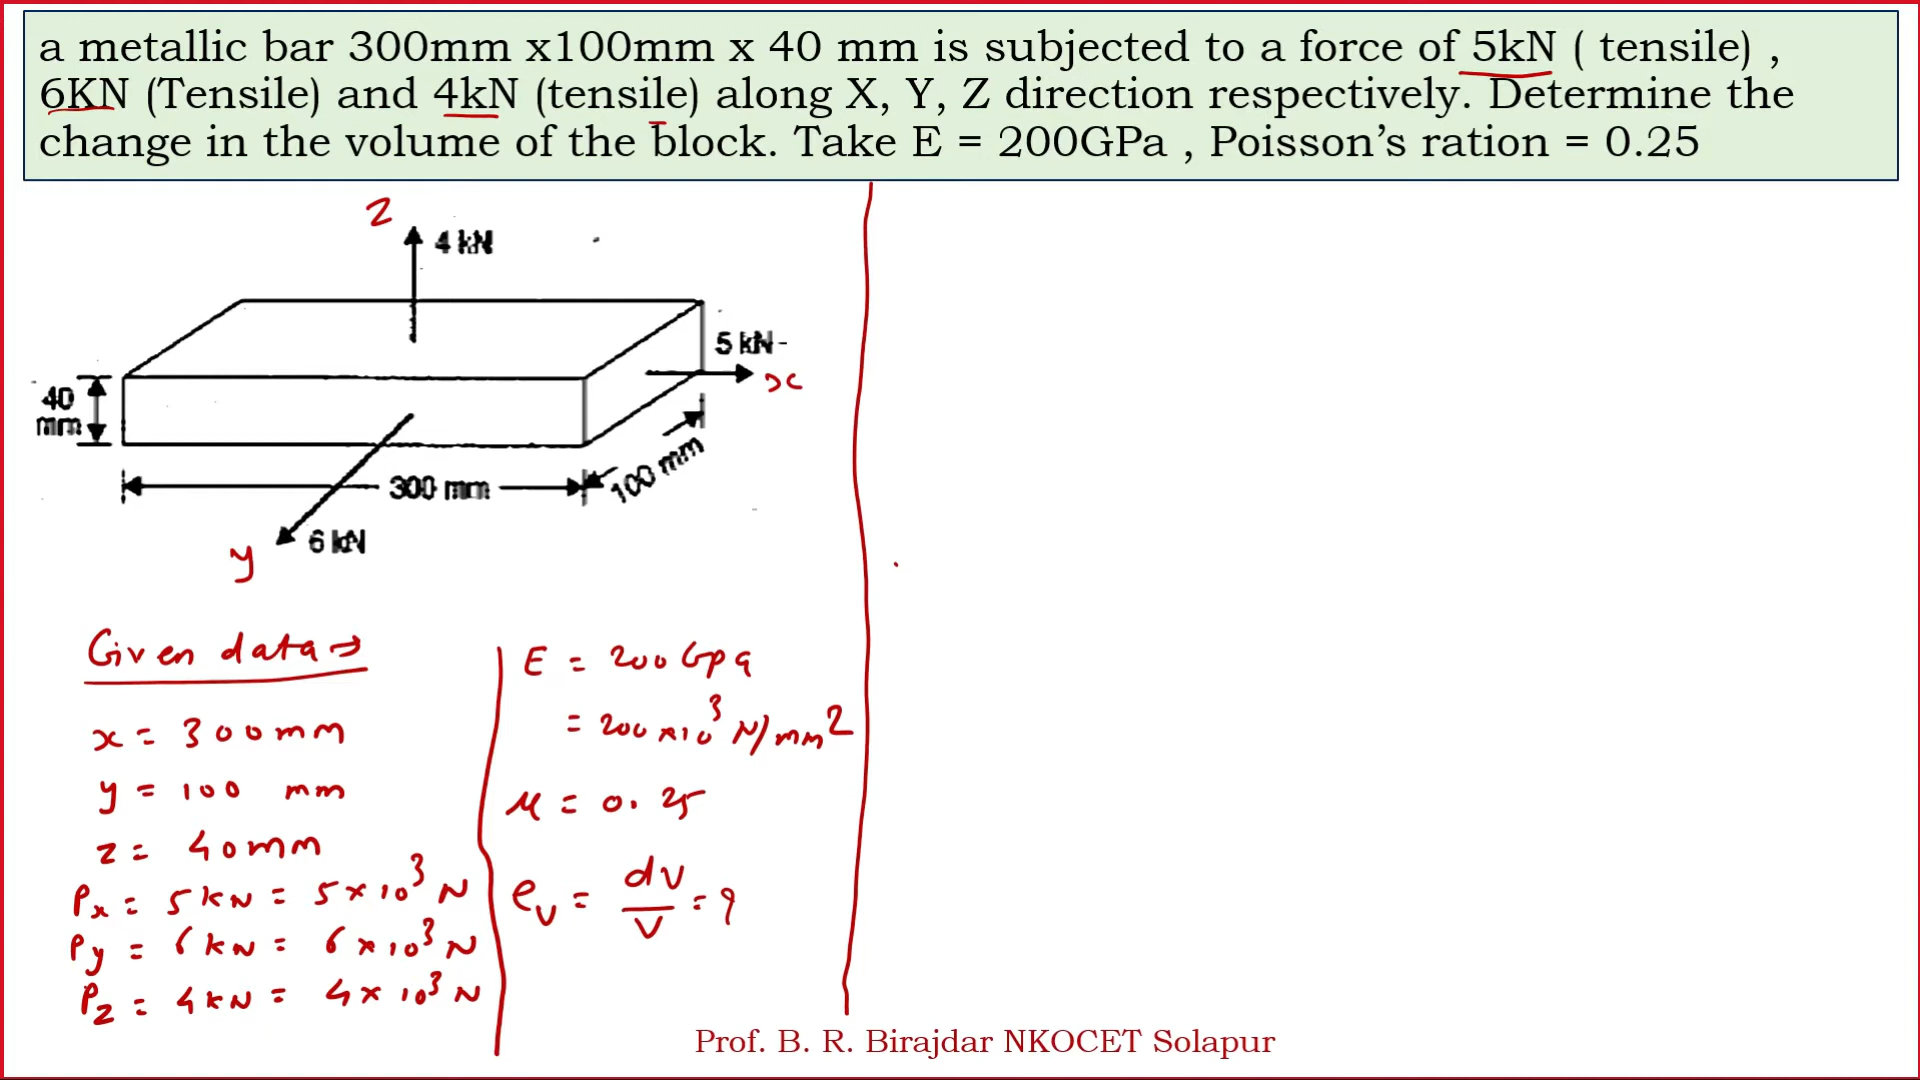 a metallic bar 300mm x100mm x 40 mm is subjected to a force of 5kN ( tensile) ,
6KN (Tensile) and 4kN (tensile) along X, Y, Z direction respectively. Determine the
change in the volume of the block. Take E = 200GPa , Poisson’s ration = 0.25
z
4 kN
5 kN
x
40
mm
100 mm
300 mm
6 kN
y
Given data →
x = 300mm
y = 100 mm
z = 40mm
Px = 5kN = 5×10³ N
Py = 6kN = 6×10³ N
Pz = 4kN = 4×10³ N
E = 200 Gpa
= 200×10³ N/mm²
μ = 0.25
ev = dv/v = ?
Prof. B. R. Birajdar NKOCET Solapur